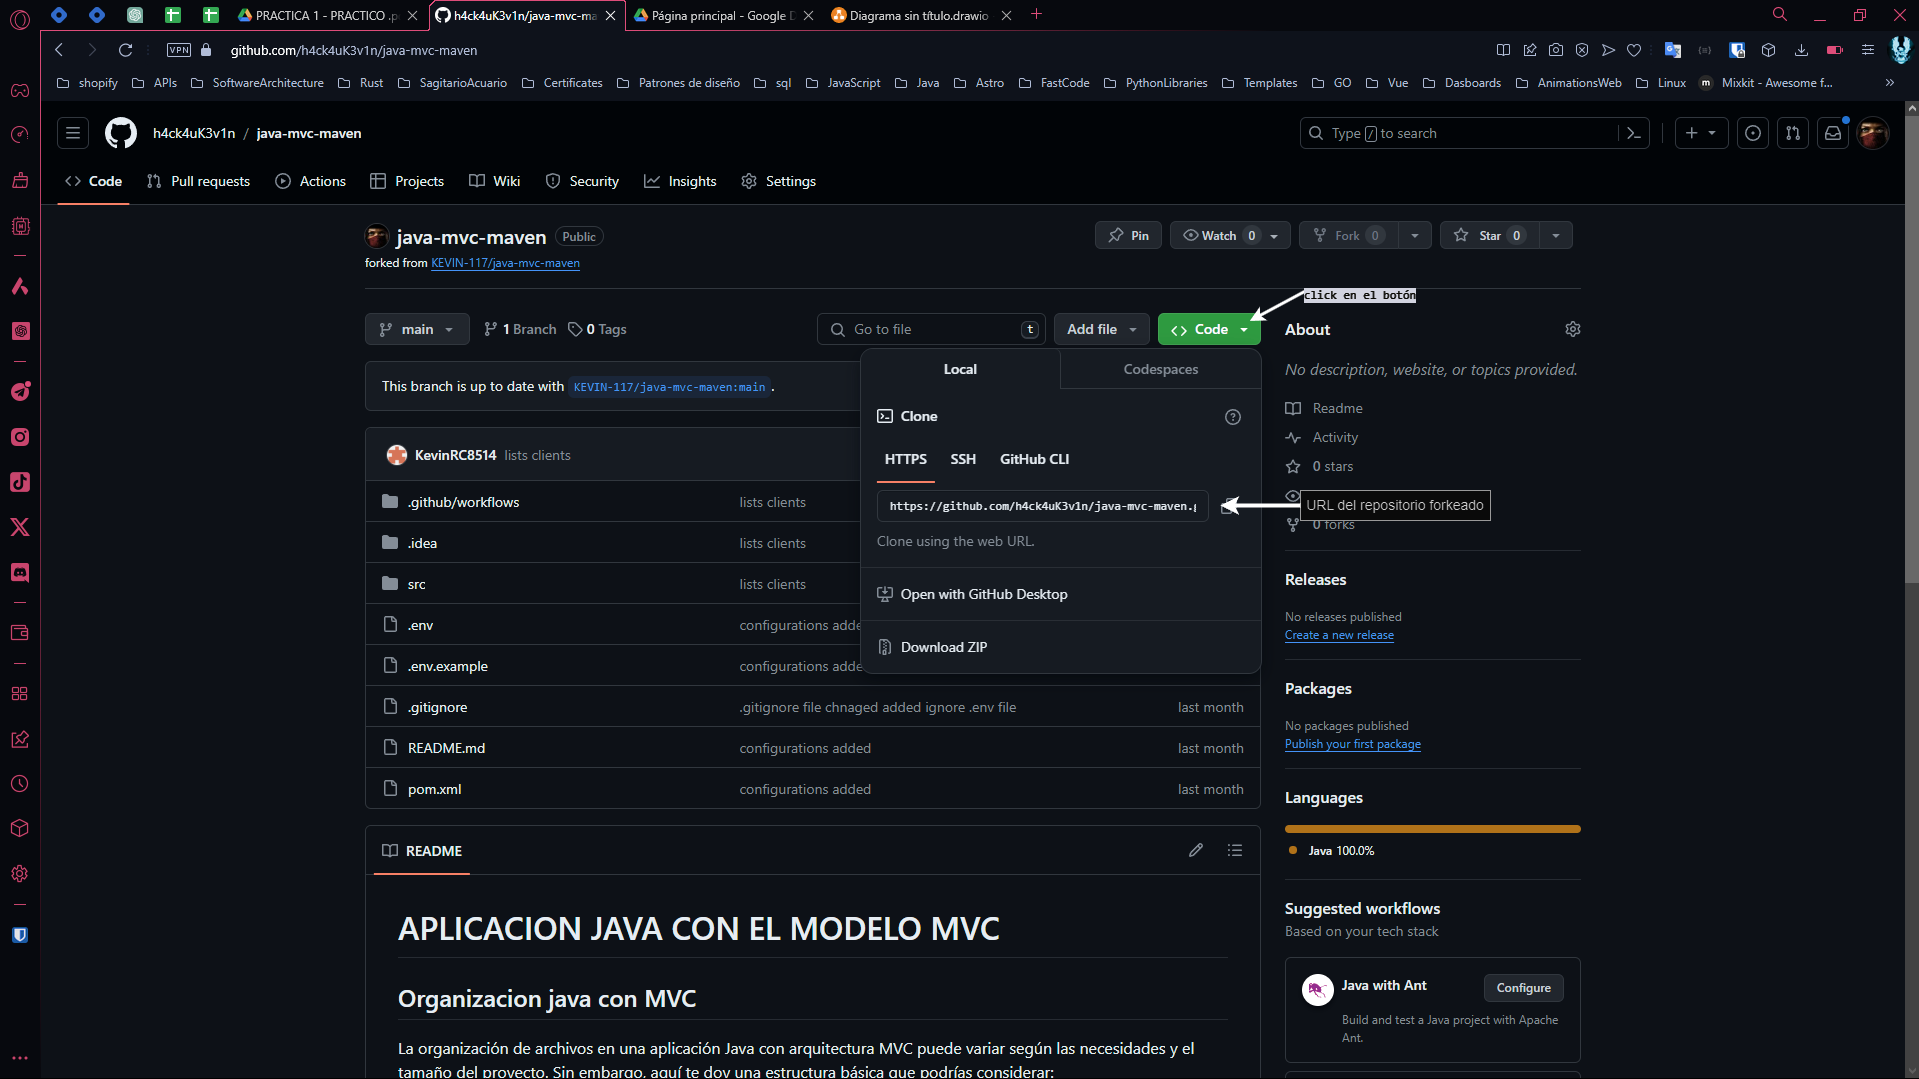 PRACTICA 1 - PRACTICO .p
h4ck4uK3v1n/java-mvc-ma
Página principal - Google D
Diagrama sin título.drawio
VPN
github.com/h4ck4uK3v1n/java-mvc-maven
shopify APIs SoftwareArchitecture Rust SagitarioAcuario Certificates Patrones de diseño sql JavaScript Java Astro FastCode PythonLibraries Templates GO Vue Dasboards AnimationsWeb Linux Mixkit - Awesome f...
h4ck4uK3v1n / java-mvc-maven
Type / to search
Code Pull requests Actions Projects Wiki Security Insights Settings
java-mvc-maven Public
Pin Watch 0 Fork 0 Star 0
forked from KEVIN-117/java-mvc-maven
click en el botón
main 1 Branch 0 Tags Go to file t Add file <> Code
About
Local Codespaces
No description, website, or topics provided.
This branch is up to date with KEVIN-117/java-mvc-maven:main .
Clone
Readme
Activity
0 stars
KevinRC8514 lists clients
HTTPS SSH GitHub CLI
https://github.com/h4ck4uK3v1n/java-mvc-maven.g
URL del repositorio forkeado
0 forks
Clone using the web URL.
Open with GitHub Desktop
Download ZIP
.github/workflows lists clients
.idea lists clients
src lists clients
.env configurations adde
.env.example configurations adde
.gitignore .gitignore file chnaged added ignore .env file last month
README.md configurations added last month
pom.xml configurations added last month
Releases
No releases published
Create a new release
Packages
No packages published
Publish your first package
Languages
Java 100.0%
Suggested workflows
Based on your tech stack
Java with Ant
Configure
Build and test a Java project with Apache
Ant.
README
APLICACION JAVA CON EL MODELO MVC
Organizacion java con MVC
La organización de archivos en una aplicación Java con arquitectura MVC puede variar según las necesidades y el
tamaño del proyecto. Sin embargo, aquí te doy una estructura básica que podrías considerar: